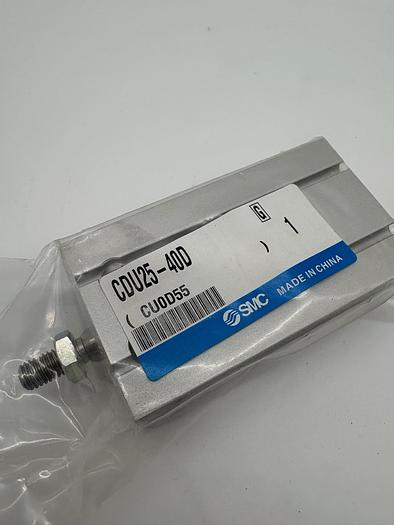 CDU25-40D
G
( CU0D55 ) 1
SMC MADE IN CHINA